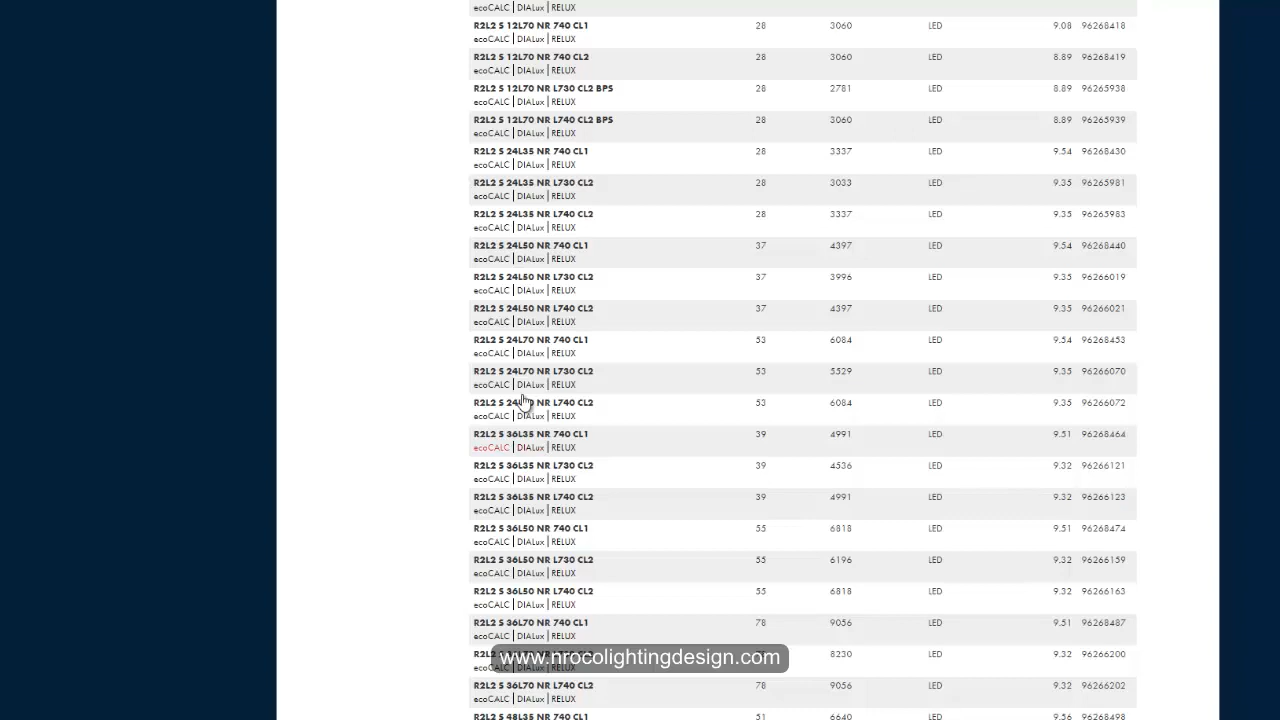 ecoCALC | DIALux | RELUX
R2L2 S 12L70 NR 740 CL1 28 3060 LED 9.08 96268418
ecoCALC | DIALux | RELUX
R2L2 S 12L70 NR 740 CL2 28 3060 LED 8.89 96268419
ecoCALC | DIALux | RELUX
R2L2 S 12L70 NR L730 CL2 BPS 28 2781 LED 8.89 96265938
ecoCALC | DIALux | RELUX
R2L2 S 12L70 NR L740 CL2 BPS 28 3060 LED 8.89 96265939
ecoCALC | DIALux | RELUX
R2L2 S 24L35 NR 740 CL1 28 3337 LED 9.54 96268430
ecoCALC | DIALux | RELUX
R2L2 S 24L35 NR L730 CL2 28 3033 LED 9.35 96265981
ecoCALC | DIALux | RELUX
R2L2 S 24L35 NR L740 CL2 28 3337 LED 9.35 96265983
ecoCALC | DIALux | RELUX
R2L2 S 24L50 NR 740 CL1 37 4397 LED 9.54 96268440
ecoCALC | DIALux | RELUX
R2L2 S 24L50 NR L730 CL2 37 3996 LED 9.35 96266019
ecoCALC | DIALux | RELUX
R2L2 S 24L50 NR L740 CL2 37 4397 LED 9.35 96266021
ecoCALC | DIALux | RELUX
R2L2 S 24L70 NR 740 CL1 53 6084 LED 9.54 96268453
ecoCALC | DIALux | RELUX
R2L2 S 24L70 NR L730 CL2 53 5529 LED 9.35 96266070
ecoCALC | DIALux | RELUX
R2L2 S NR L740 CL2 53 6084 LED 9.35 96266072
ecoCALC | DIALux | RELUX
R2L2 S 36L35 NR 740 CL1 39 4991 LED 9.51 96268464
ecoCALC | DIALux | RELUX
R2L2 S 36L35 NR L730 CL2 39 4536 LED 9.32 96266121
ecoCALC | DIALux | RELUX
R2L2 S 36L35 NR L740 CL2 39 4991 LED 9.32 96266123
ecoCALC | DIALux | RELUX
R2L2 S 36L50 NR 740 CL1 55 6818 LED 9.51 96268474
ecoCALC | DIALux | RELUX
R2L2 S 36L50 NR L730 CL2 55 6196 LED 9.32 96266159
ecoCALC | DIALux | RELUX
R2L2 S 36L50 NR L740 CL2 55 6818 LED 9.32 96266163
ecoCALC | DIALux | RELUX
R2L2 S 36L70 NR 740 CL1 78 9056 LED 9.51 96268487
ecoCALC | DIALux | RELUX
8230 LED 9.32 96266200
www.nrocolightingdesign.com
R2L2 S 36L70 NR L740 CL2 78 9056 LED 9.32 96266202
ecoCALC | DIALux | RELUX
R2L2 S 48L35 NR 740 CL1 51 6640 LED 9.56 96268498